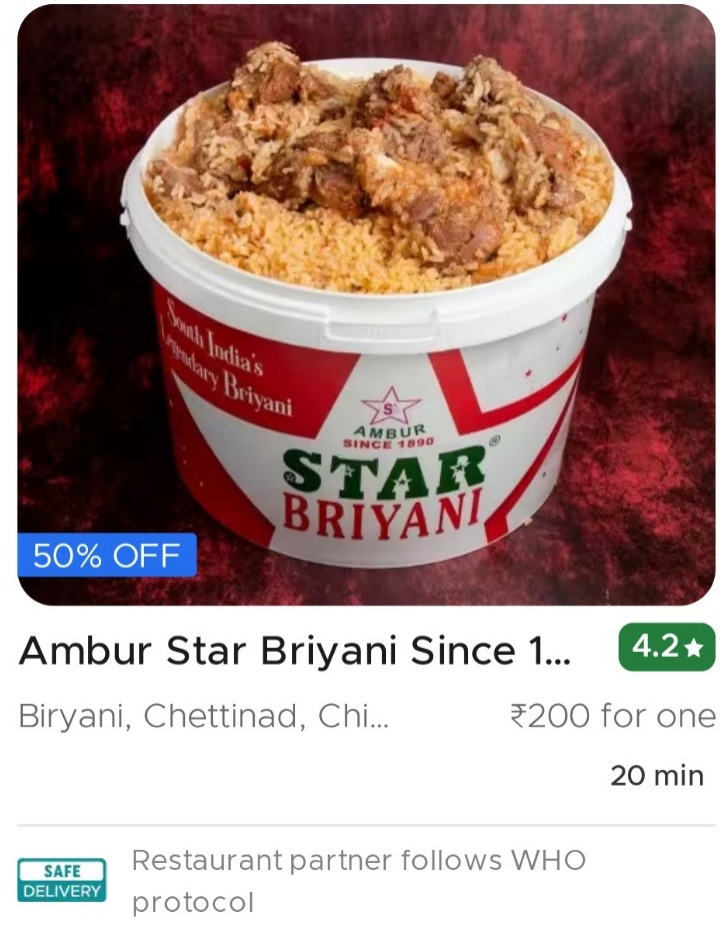 South India's
Legendary Briyani
S
AMBUR
SINCE 1890
STAR®
BRIYANI
50% OFF
Ambur Star Briyani Since 1...
4.2★
Biryani, Chettinad, Chi...
₹200 for one
20 min
SAFE
DELIVERY
Restaurant partner follows WHO
protocol